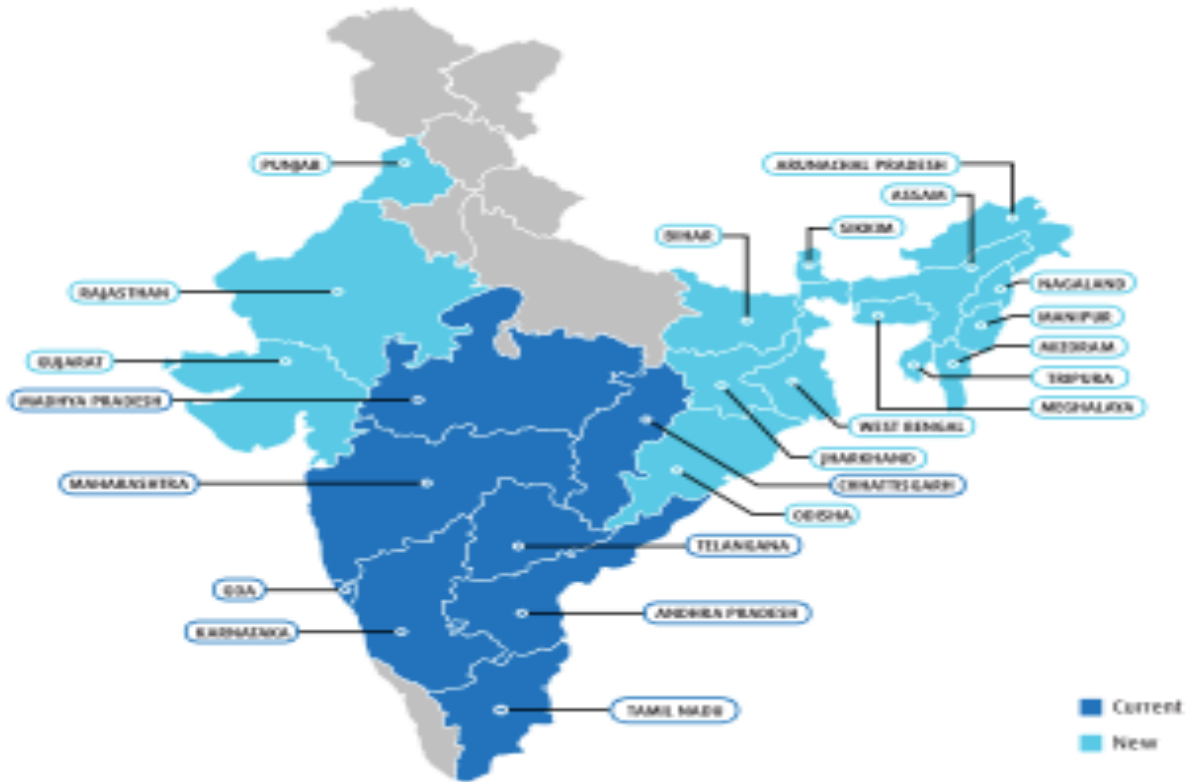 PUNJAB
ARUNACHAL PRADESH
ASSAM
SIKKIM
BIHAR
NAGALAND
RAJASTHAN
MANIPUR
MIZORAM
GUJARAT
TRIPURA
MADHYA PRADESH
MEGHALAYA
WEST BENGAL
JHARKHAND
MAHARASHTRA
CHHATTISGARH
ODISHA
TELANGANA
GOA
ANDHRA PRADESH
KARNATAKA
TAMIL NADU
Current
New